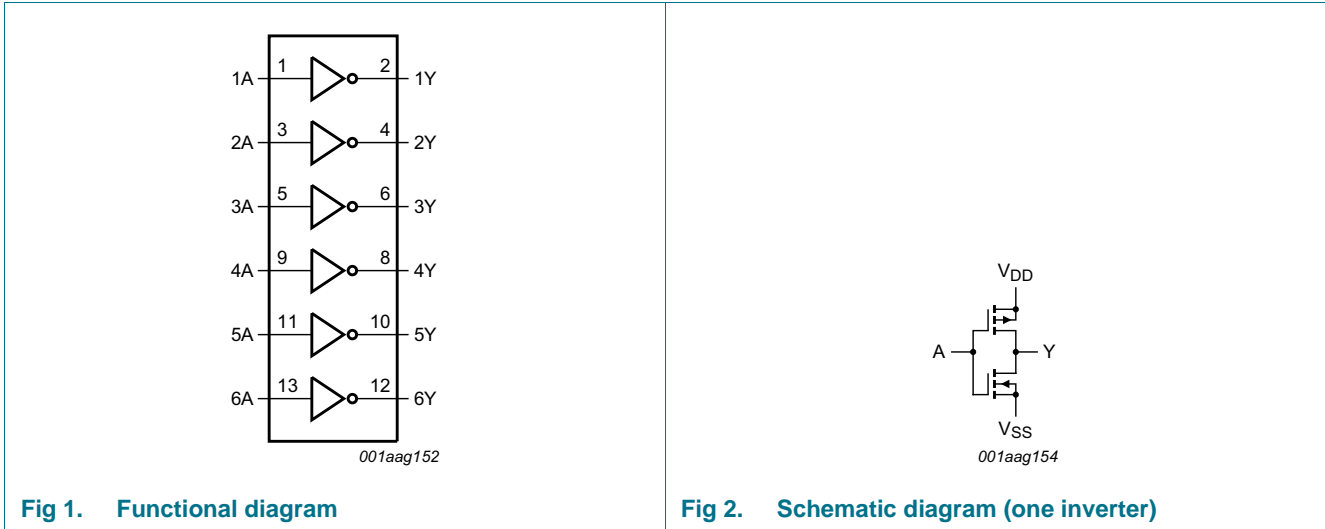 1A 1 2 1Y
2A 3 4 2Y
3A 5 6 3Y
4A 9 8 4Y
5A 11 10 5Y
6A 13 12 6Y
001aag152
Fig 1. Functional diagram
VDD
A Y
VSS
001aag154
Fig 2. Schematic diagram (one inverter)